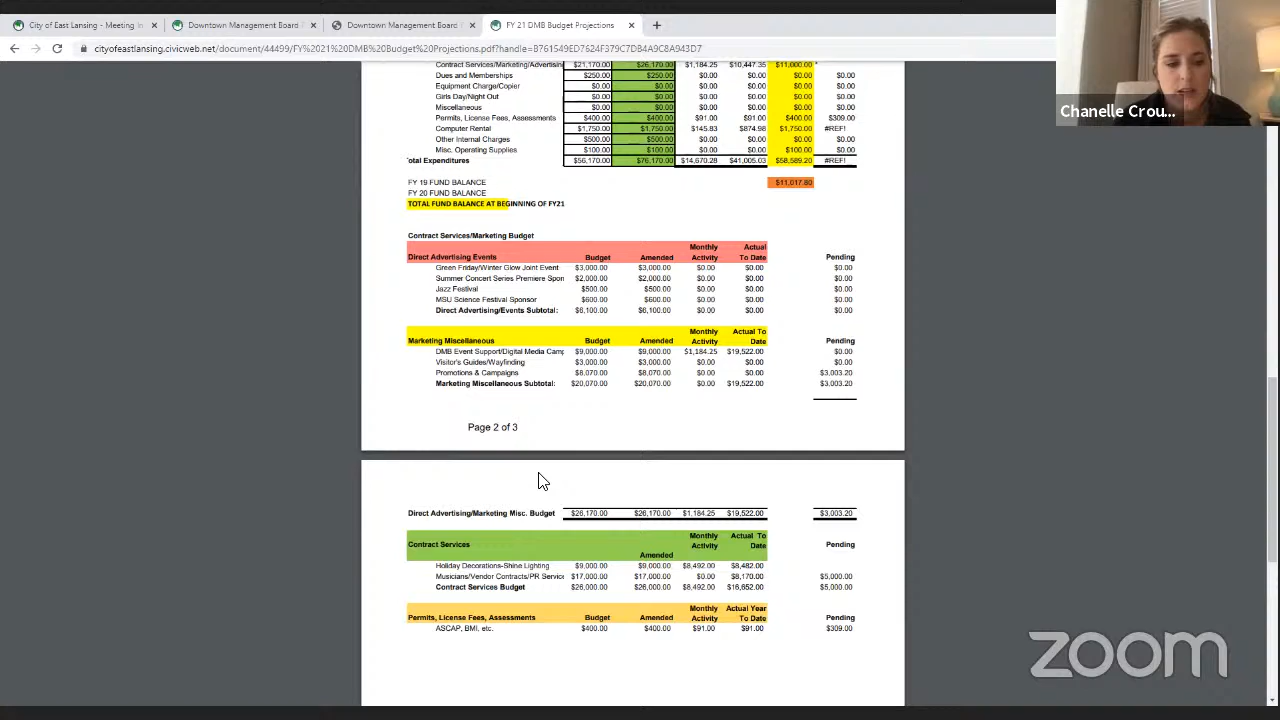 City of East Lansing - Meeting In
Downtown Management Board
Downtown Management Board
FY 21 DMB Budget Projections
cityofeastlansing.civicweb.net/document/44499/FY%2021%20DMB%20Budget%20Projections.pdf?handle=B761549ED7624F379C7DB4A9C8A943D7
Chanelle Crou...
Contract Services/Marketing/Advertising $21,170.00 $26,170.00 $1,184.25 $10,447.35 $11,000.00 *
Dues and Memberships $250.00 $250.00 $0.00 $0.00 $0.00 $0.00
Equipment Charge/Copier $0.00 $0.00 $0.00 $0.00 $0.00 $0.00
Girls Day/Night Out $0.00 $0.00 $0.00 $0.00 $0.00 $0.00
Miscellaneous $0.00 $0.00 $0.00 $0.00 $0.00 $0.00
Permits, License Fees, Assessments $400.00 $400.00 $91.00 $91.00 $400.00 $309.00
Computer Rental $1,750.00 $1,750.00 $145.83 $874.98 $1,750.00 #REF!
Other Internal Charges $500.00 $500.00 $0.00 $0.00 $0.00 $0.00
Misc. Operating Supplies $100.00 $100.00 $0.00 $0.00 $100.00 $0.00
otal Expenditures $56,170.00 $76,170.00 $14,670.28 $41,005.03 $58,589.20 #REF!
FY 19 FUND BALANCE $11,017.80
FY 20 FUND BALANCE
TOTAL FUND BALANCE AT BEGINNING OF FY21
Contract Services/Marketing Budget
Monthly Actual
Direct Advertising Events Budget Amended Activity To Date Pending
Green Friday/Winter Glow Joint Event $3,000.00 $3,000.00 $0.00 $0.00 $0.00
Summer Concert Series Premiere Spon $2,000.00 $2,000.00 $0.00 $0.00 $0.00
Jazz Festival $500.00 $500.00 $0.00 $0.00 $0.00
MSU Science Festival Sponsor $600.00 $600.00 $0.00 $0.00 $0.00
Direct Advertising/Events Subtotal: $6,100.00 $6,100.00 $0.00 $0.00 $0.00
Monthly Actual To
Marketing Miscellaneous Budget Amended Activity Date Pending
DMB Event Support/Digital Media Camp $9,000.00 $9,000.00 $1,184.25 $19,522.00 $0.00
Visitor's Guides/Wayfinding $3,000.00 $3,000.00 $0.00 $0.00 $0.00
Promotions & Campaigns $8,070.00 $8,070.00 $0.00 $0.00 $3,003.20
Marketing Miscellaneous Subtotal: $20,070.00 $20,070.00 $0.00 $19,522.00 $3,003.20
Page 2 of 3
Direct Advertising/Marketing Misc. Budget $26,170.00 $26,170.00 $1,184.25 $19,522.00 $3,003.20
Monthly Actual To
Contract Services Activity Date Pending
Amended
Holiday Decorations-Shine Lighting $9,000.00 $9,000.00 $8,492.00 $8,482.00
Musicians/Vendor Contracts/PR Service $17,000.00 $17,000.00 $0.00 $8,170.00 $5,000.00
Contract Services Budget $26,000.00 $26,000.00 $8,492.00 $16,652.00 $5,000.00
Monthly Actual Year
Permits, License Fees, Assessments Budget Amended Activity To Date Pending
ASCAP, BMI, etc. $400.00 $400.00 $91.00 $91.00 $309.00
zoom